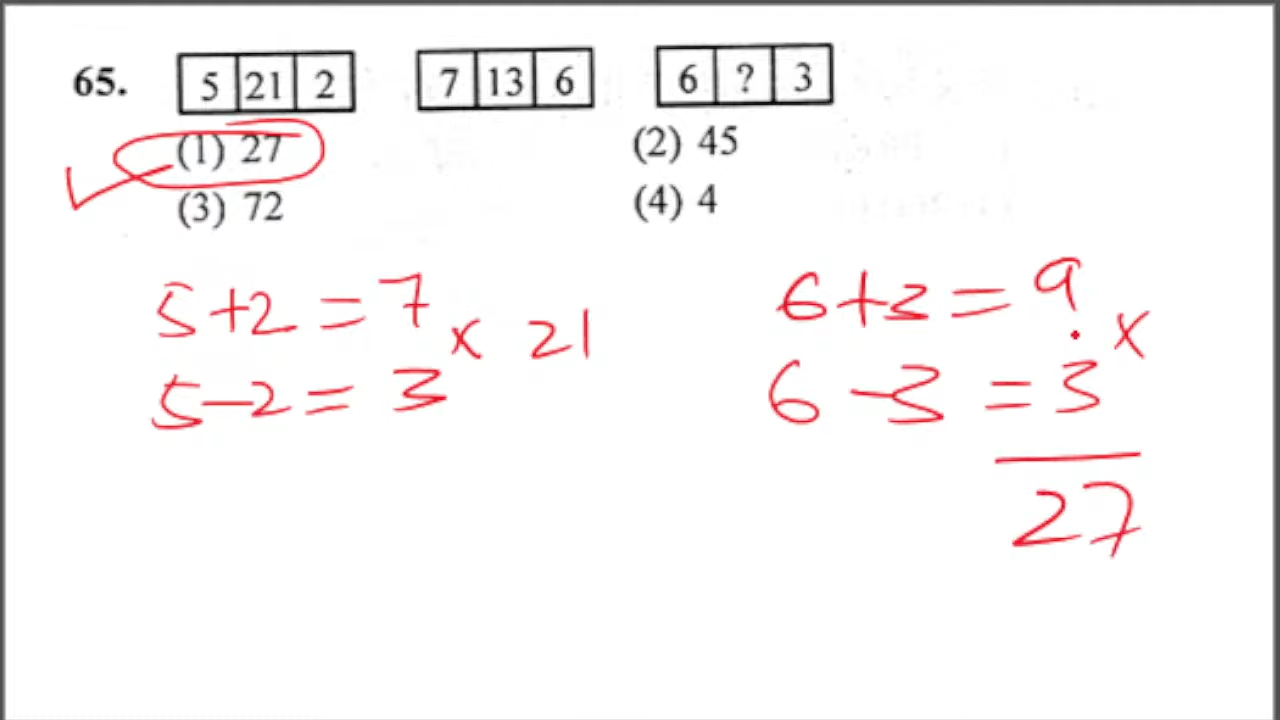 65. 5 21 2 7 13 6 6 ? 3
(1) 27 (2) 45
(3) 72 (4) 4
5+2=7 x 21
5-2=3
6+3=9 x
6-3=3
27